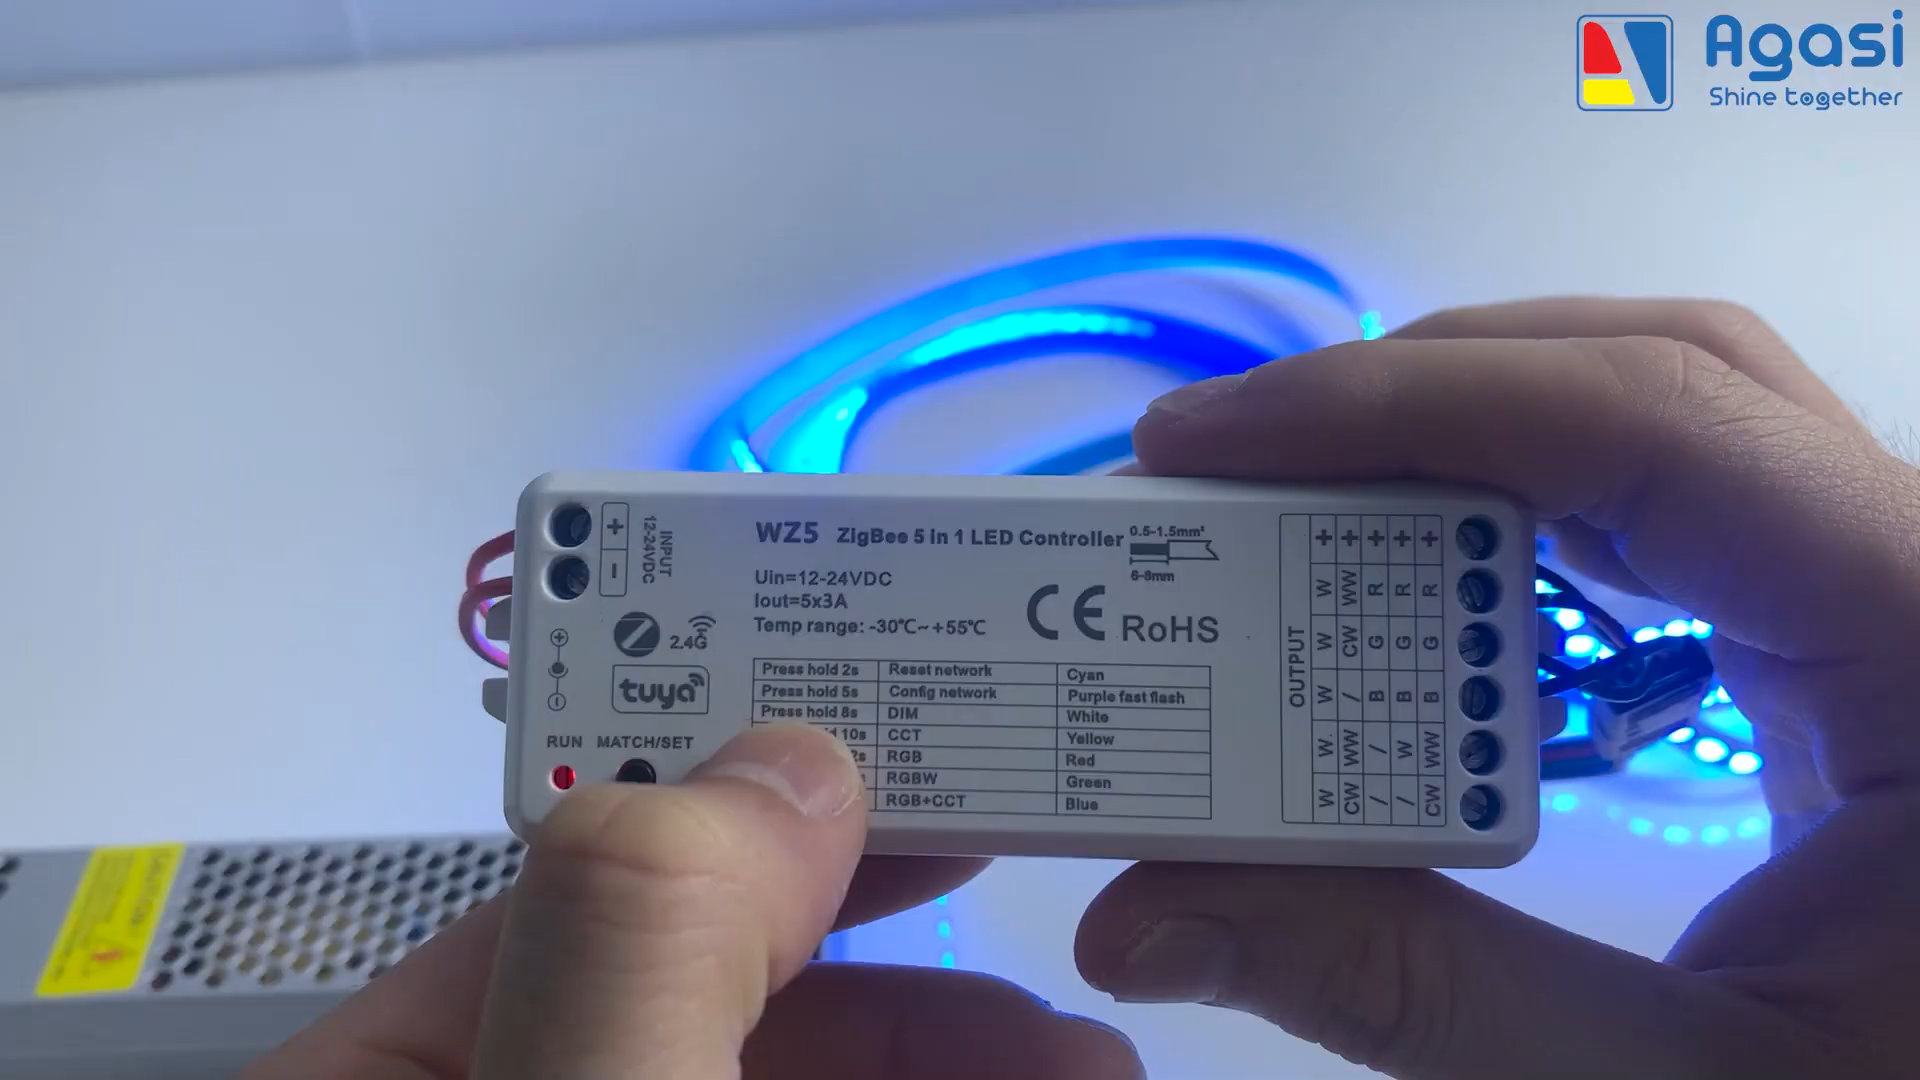 Agasi
Shine together
WZ5 ZigBee 5 in 1 LED Controller
0.5-1.5mm²
6-8mm
Uin=12-24VDC
Iout=5x3A
Temp range: -30℃~+55℃
CE RoHS
+
-
INPUT
12-24VDC
2.4G
tuya
RUN MATCH/SET
Press hold 2s Reset network Cyan
Press hold 5s Config network Purple fast flash
Press hold 8s DIM White
10s CCT Yellow
2s RGB Red
RGBW Green
RGB+CCT Blue
OUTPUT
+ + + + +
W WW R R R
W CW G G G
W / B B B
W WW / W WW
W CW / / CW
CAUTION